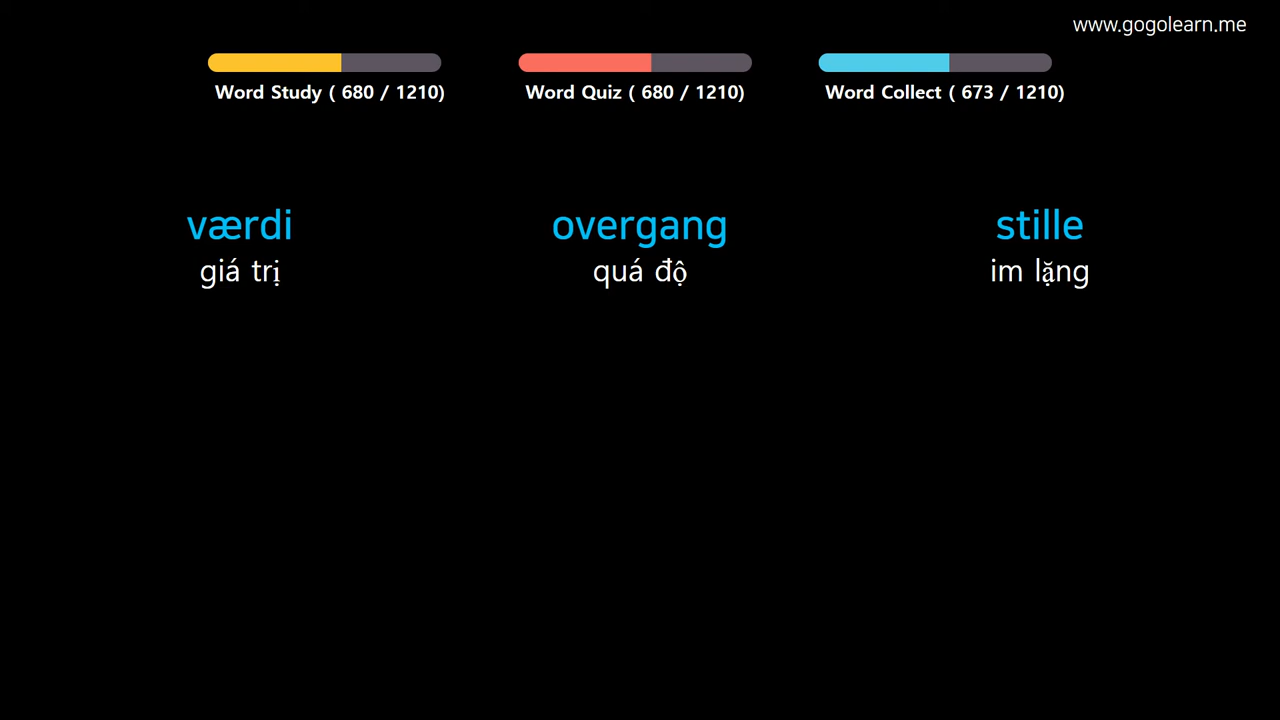 www.gogolearn.me
Word Study ( 680 / 1210)
Word Quiz ( 680 / 1210)
Word Collect ( 673 / 1210)
værdi
giá trị
overgang
quá độ
stille
im lặng